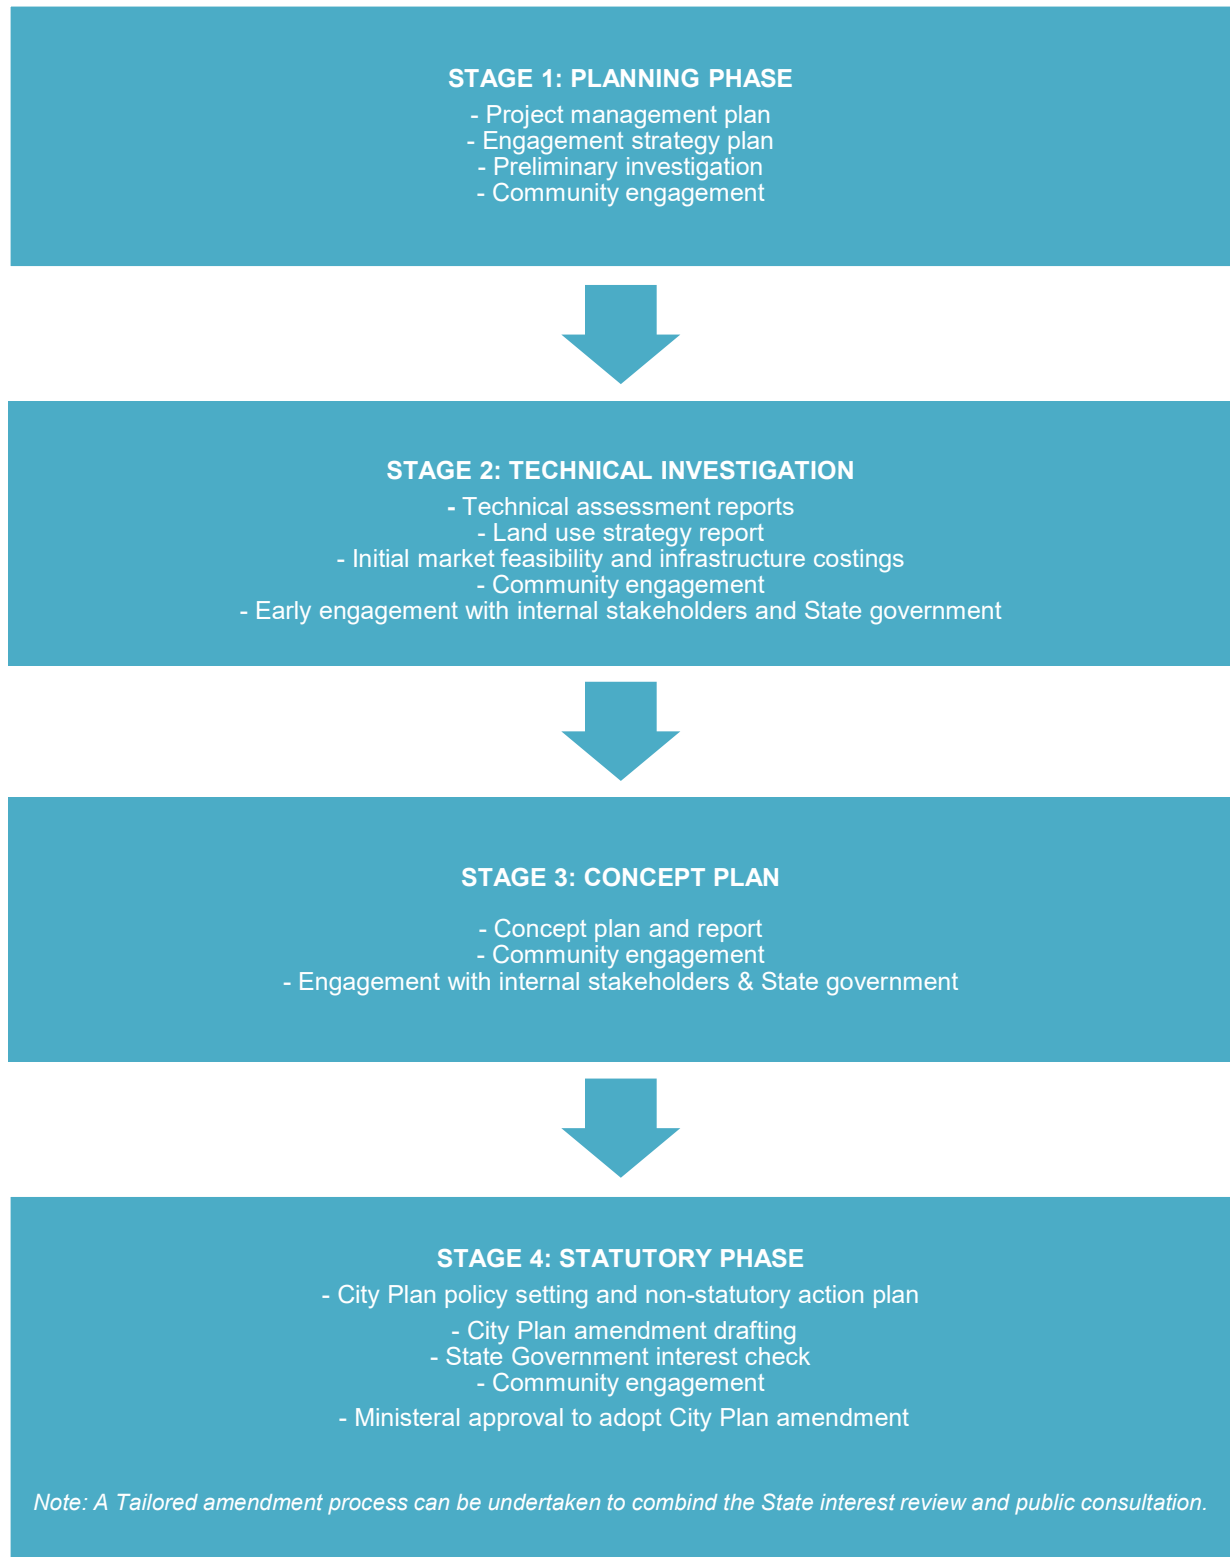 STAGE 1: PLANNING PHASE
- Project management plan
- Engagement strategy plan
- Preliminary investigation
- Community engagement
STAGE 2: TECHNICAL INVESTIGATION
- Technical assessment reports
- Land use strategy report
- Initial market feasibility and infrastructure costings
- Community engagement
- Early engagement with internal stakeholders and State government
STAGE 3: CONCEPT PLAN
- Concept plan and report
- Community engagement
- Engagement with internal stakeholders & State government
STAGE 4: STATUTORY PHASE
- City Plan policy setting and non-statutory action plan
- City Plan amendment drafting
- State Government interest check
- Community engagement
- Ministeral approval to adopt City Plan amendment
Note: A Tailored amendment process can be undertaken to combind the State interest review and public consultation.